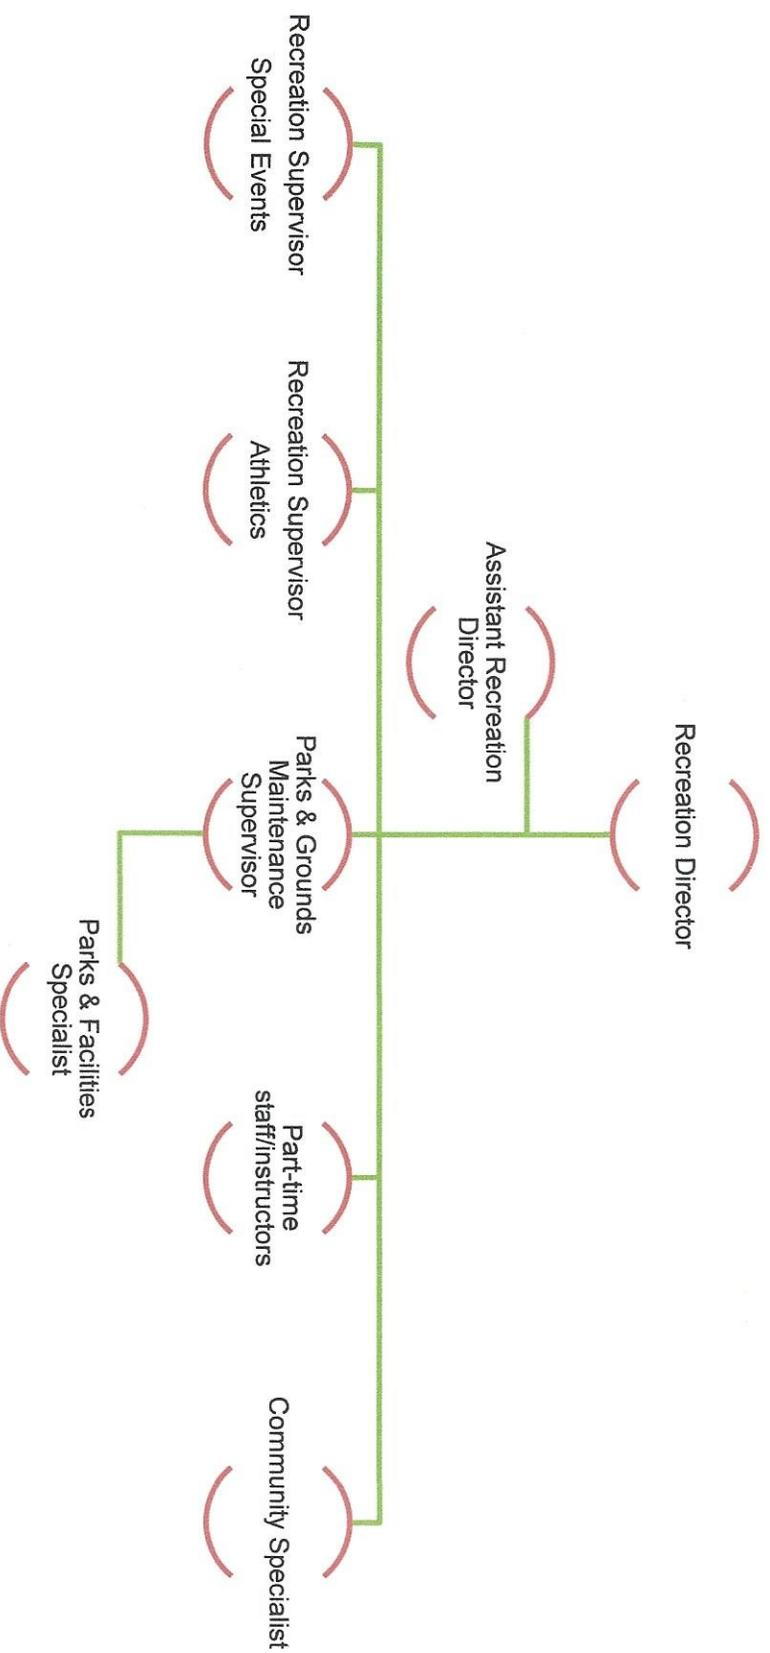 Recreation Director
Assistant Recreation
Director
Recreation Supervisor
Special Events
Recreation Supervisor
Athletics
Parks & Grounds
Maintenance
Supervisor
Part-time
staff/instructors
Community Specialist
Parks & Facilities
Specialist